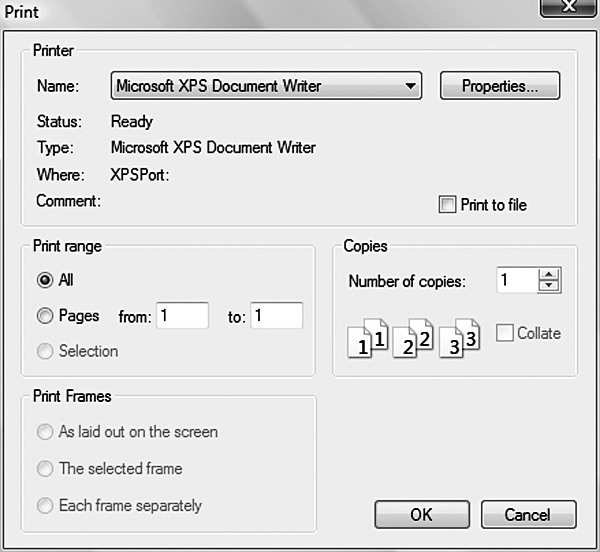 Print
Printer
Name: Microsoft XPS Document Writer Properties...
Status: Ready
Type: Microsoft XPS Document Writer
Where: XPSPort:
Comment:
Print to file
Print range
All
Pages from: 1 to: 1
Selection
Copies
Number of copies: 1
1 1 2 2 3 3 Collate
Print Frames
As laid out on the screen
The selected frame
Each frame separately
OK Cancel